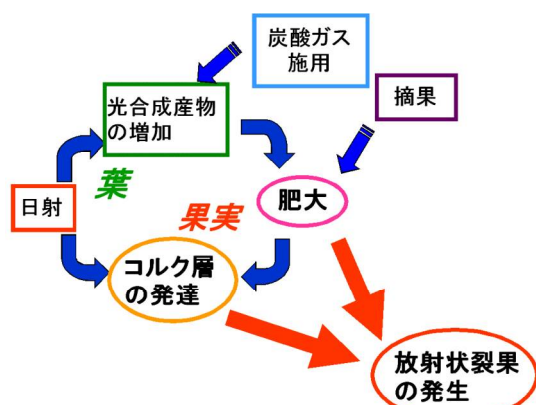 炭酸ガス
施用
摘果
光合成産物
の増加
葉
日射
果実
肥大
コルク層
の発達
放射状裂果
の発生